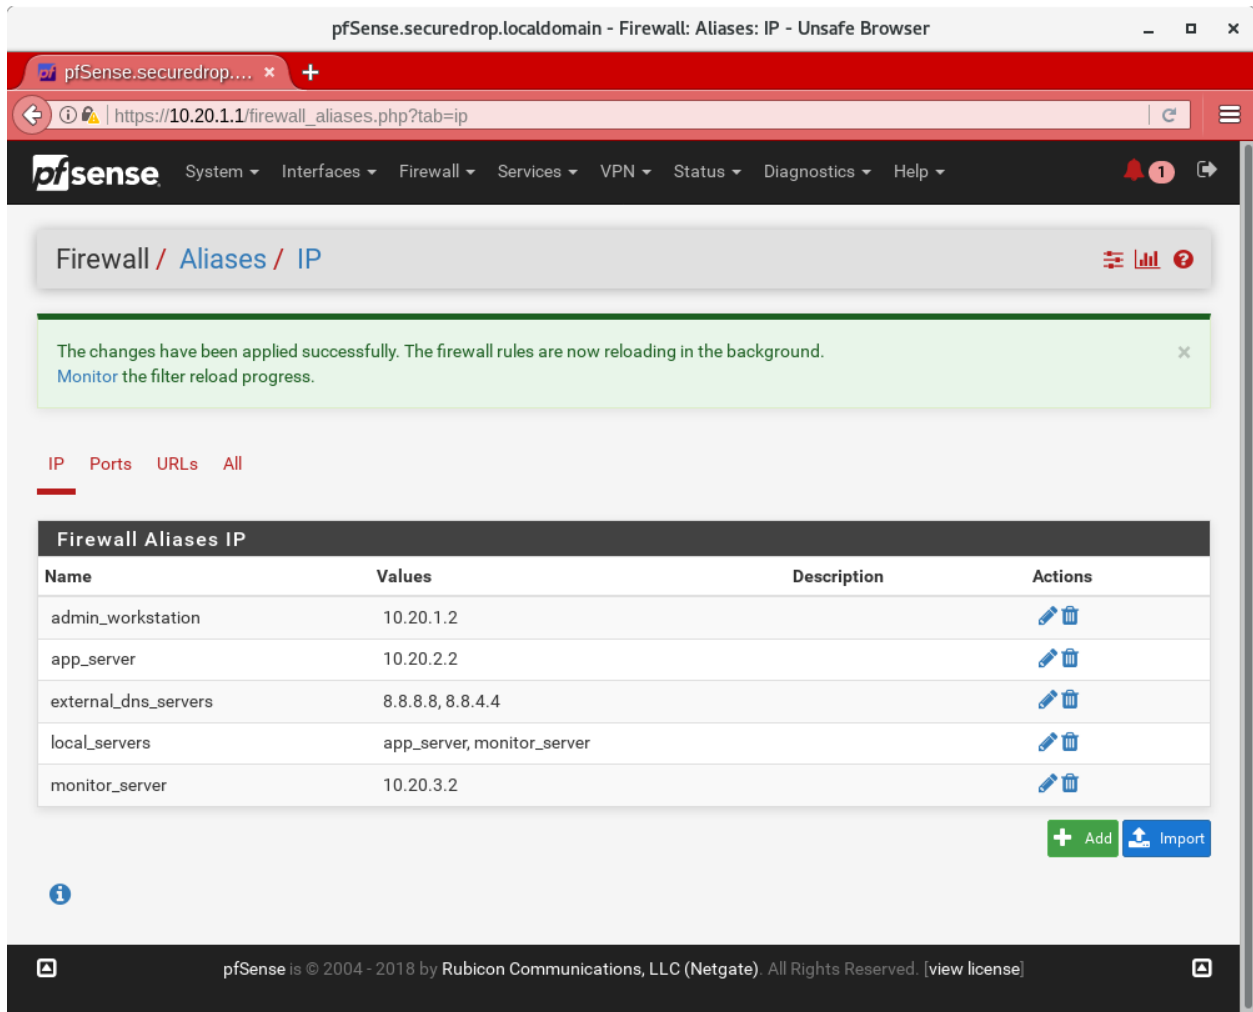 pfSense.securedrop.localdomain - Firewall: Aliases: IP - Unsafe Browser
pfSense.securedrop....
https://10.20.1.1/firewall_aliases.php?tab=ip
pfsense System Interfaces Firewall Services VPN Status Diagnostics Help 1
Firewall / Aliases / IP
The changes have been applied successfully. The firewall rules are now reloading in the background.
Monitor the filter reload progress.
IP Ports URLs All
Firewall Aliases IP
Name Values Description Actions
admin_workstation 10.20.1.2
app_server 10.20.2.2
external_dns_servers 8.8.8.8, 8.8.4.4
local_servers app_server, monitor_server
monitor_server 10.20.3.2
Add Import
pfSense is © 2004 - 2018 by Rubicon Communications, LLC (Netgate). All Rights Reserved. [view license]